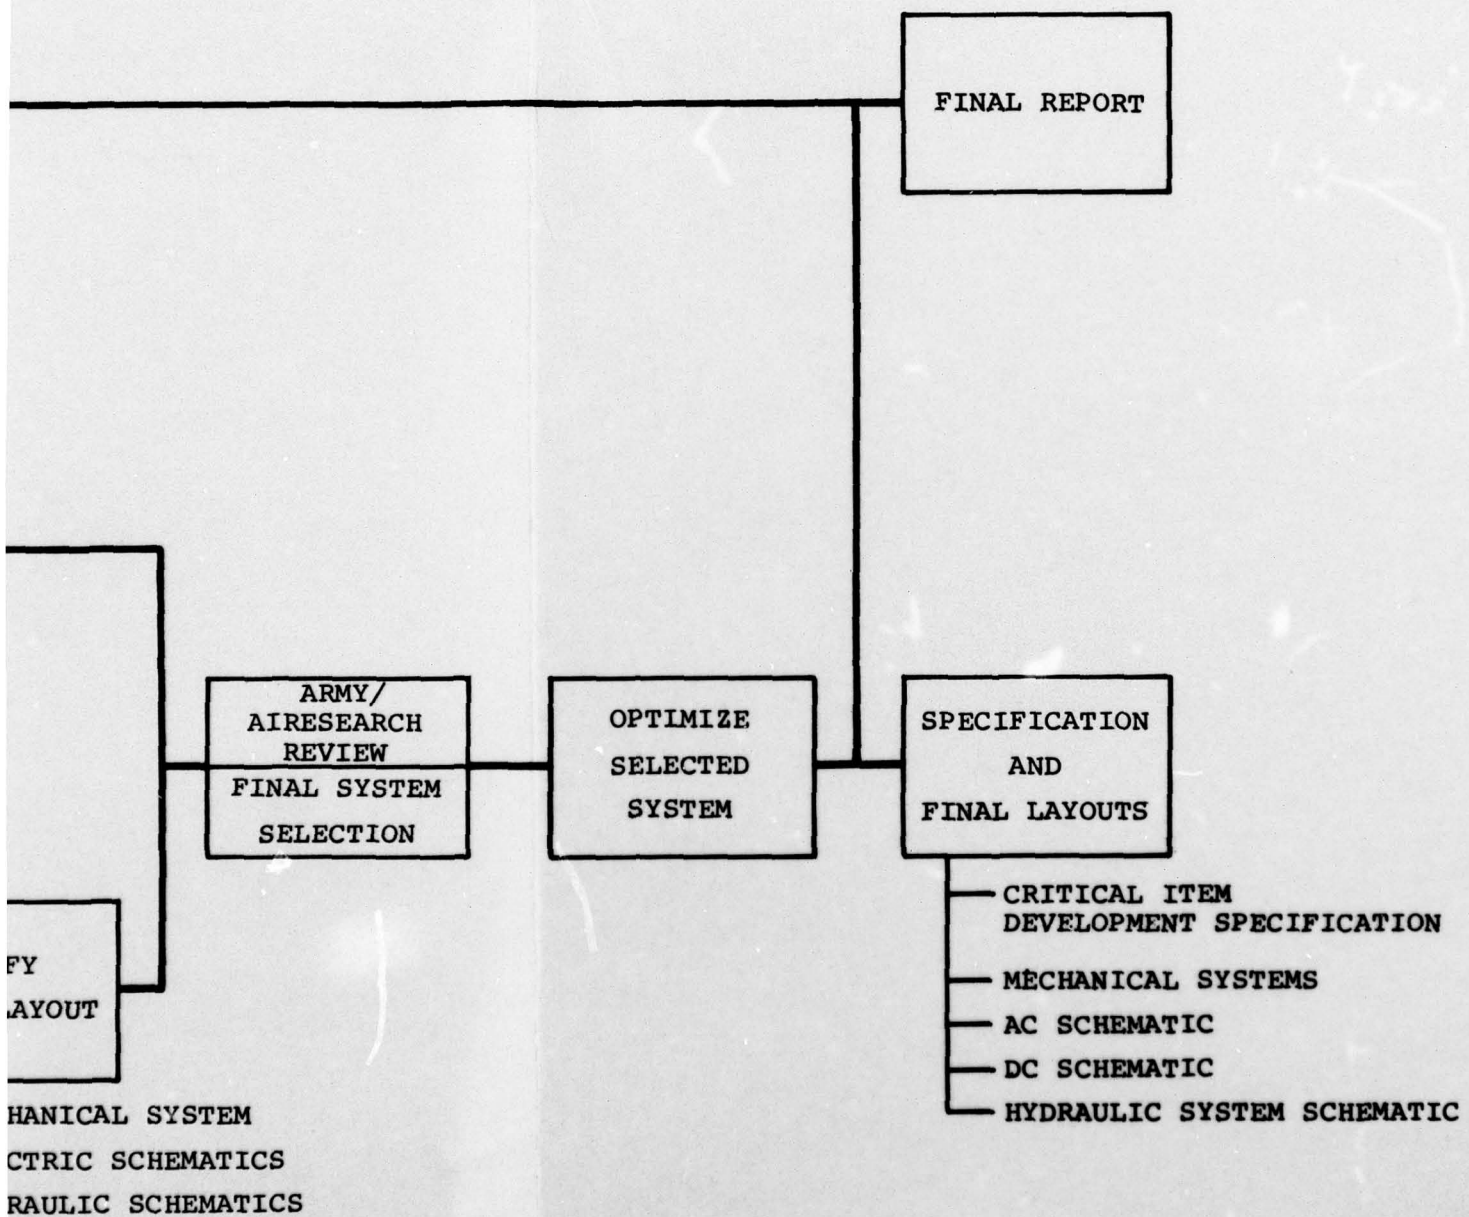 FINAL REPORT
ARMY/
AIRESEARCH
REVIEW
FINAL SYSTEM
SELECTION
OPTIMIZE
SELECTED
SYSTEM
SPECIFICATION
AND
FINAL LAYOUTS
CRITICAL ITEM
DEVELOPMENT SPECIFICATION
MECHANICAL SYSTEMS
AC SCHEMATIC
DC SCHEMATIC
HYDRAULIC SYSTEM SCHEMATIC
FY
LAYOUT
HANICAL SYSTEM
CTRIC SCHEMATICS
RAULIC SCHEMATICS